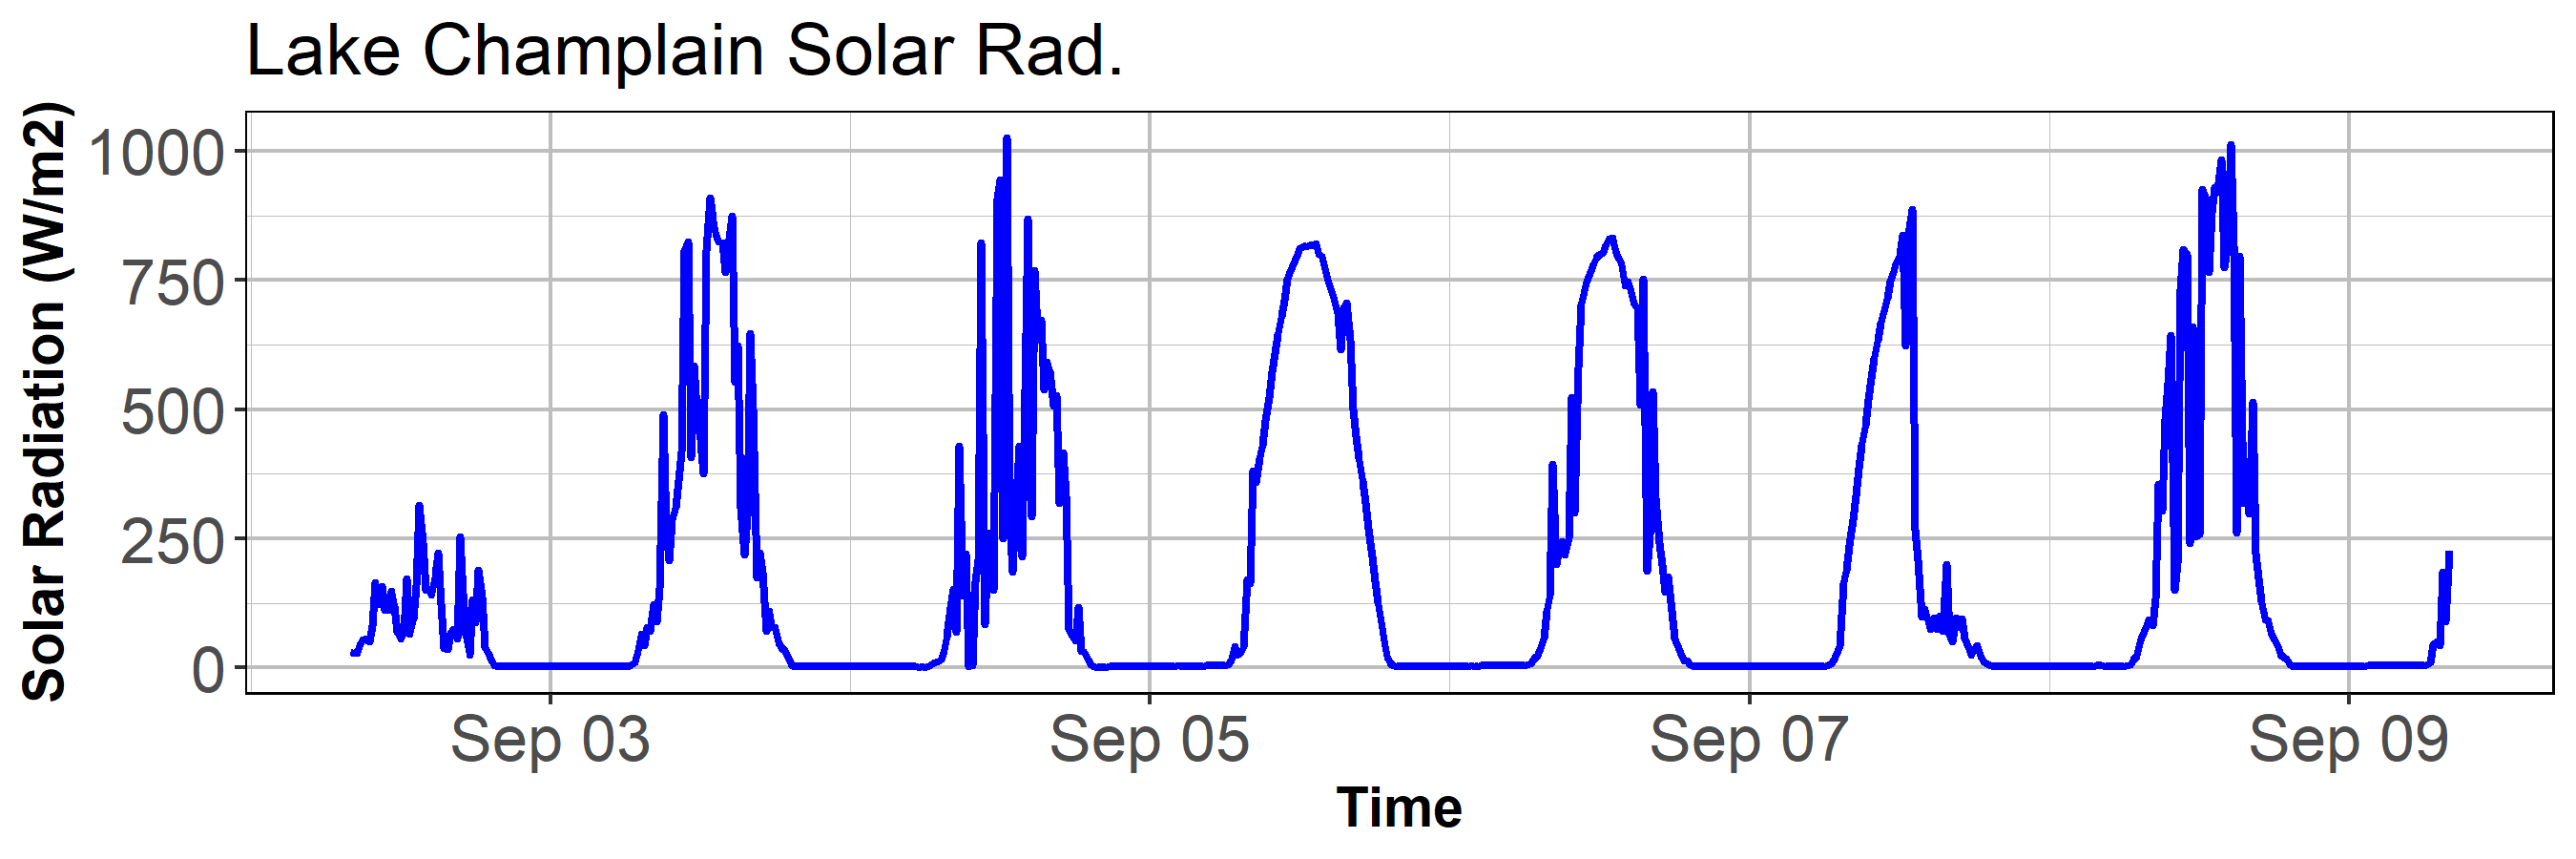 Lake Champlain Solar Rad.
Solar Radiation (W/m2)
1000
750
500
250
0
Sep 03 Sep 05 Sep 07 Sep 09
Time